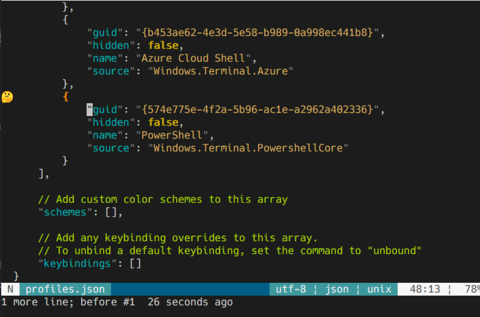 },
{
"guid": "{b453ae62-4e3d-5e58-b989-0a998ec441b8}",
"hidden": false,
"name": "Azure Cloud Shell",
"source": "Windows.Terminal.Azure"
},
{
"guid": "{574e775e-4f2a-5b96-ac1e-a2962a402336}",
"hidden": false,
"name": "PowerShell",
"source": "Windows.Terminal.PowershellCore"
}
],
// Add custom color schemes to this array
"schemes": [],
// Add any keybinding overrides to this array.
// To unbind a default keybinding, set the command to "unbound"
"keybindings": []
}
N profiles.json utf-8 ¦ json ¦ unix 48:13 ¦ 78%
1 more line; before #1 26 seconds ago